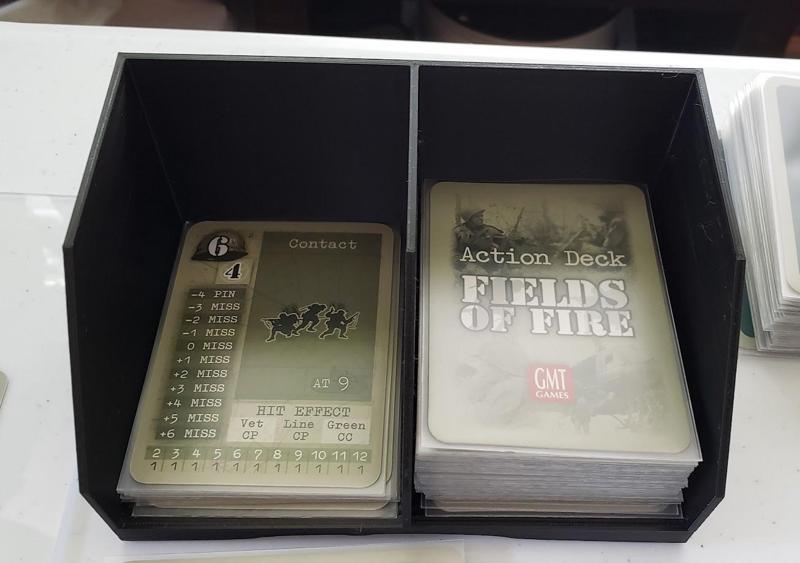 6
4
Contact
-4 PIN
-3 MISS
-2 MISS
-1 MISS
0 MISS
+1 MISS
+2 MISS
+3 MISS
+4 MISS
+5 MISS
+6 MISS
AT 9
HIT EFFECT
Vet Line Green
CP CP CC
2 3 4 5 6 7 8 9 10 11 12
1 1 1 1 1 1 1 1 1 1 1
Action Deck
FIELDS
OF FIRE
GMT
GAMES